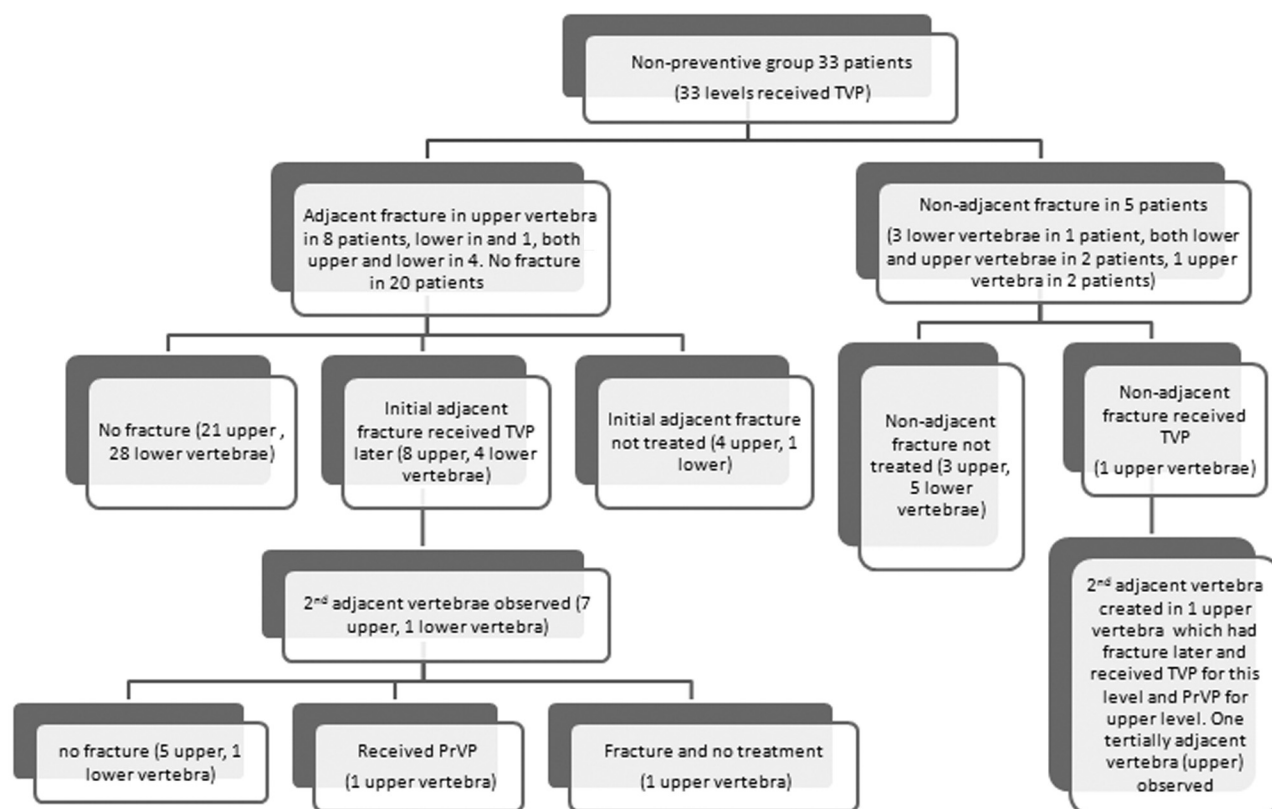 Non-preventive group 33 patients
(33 levels received TVP)
Adjacent fracture in upper vertebra
in 8 patients, lower in and 1, both
upper and lower in 4. No fracture
in 20 patients
Non-adjacent fracture in 5 patients
(3 lower vertebrae in 1 patient, both lower
and upper vertebrae in 2 patients, 1 upper
vertebra in 2 patients)
No fracture (21 upper ,
28 lower vertebrae)
Initial adjacent
fracture received TVP
later (8 upper, 4 lower
vertebrae)
Initial adjacent fracture
not treated (4 upper, 1
lower)
Non-adjacent
fracture not
treated (3 upper,
5 lower
vertebrae)
Non-adjacent
fracture received
TVP
(1 upper vertebrae)
2nd adjacent vertebrae observed (7
upper, 1 lower vertebra)
2nd adjacent vertebra
created in 1 upper
vertebra which had
fracture later and
received TVP for this
level and PrVP for
upper level. One
tertially adjacent
vertebra (upper)
observed
no fracture (5 upper, 1
lower vertebra)
Received PrVP
(1 upper vertebra)
Fracture and no treatment
(1 upper vertebra)